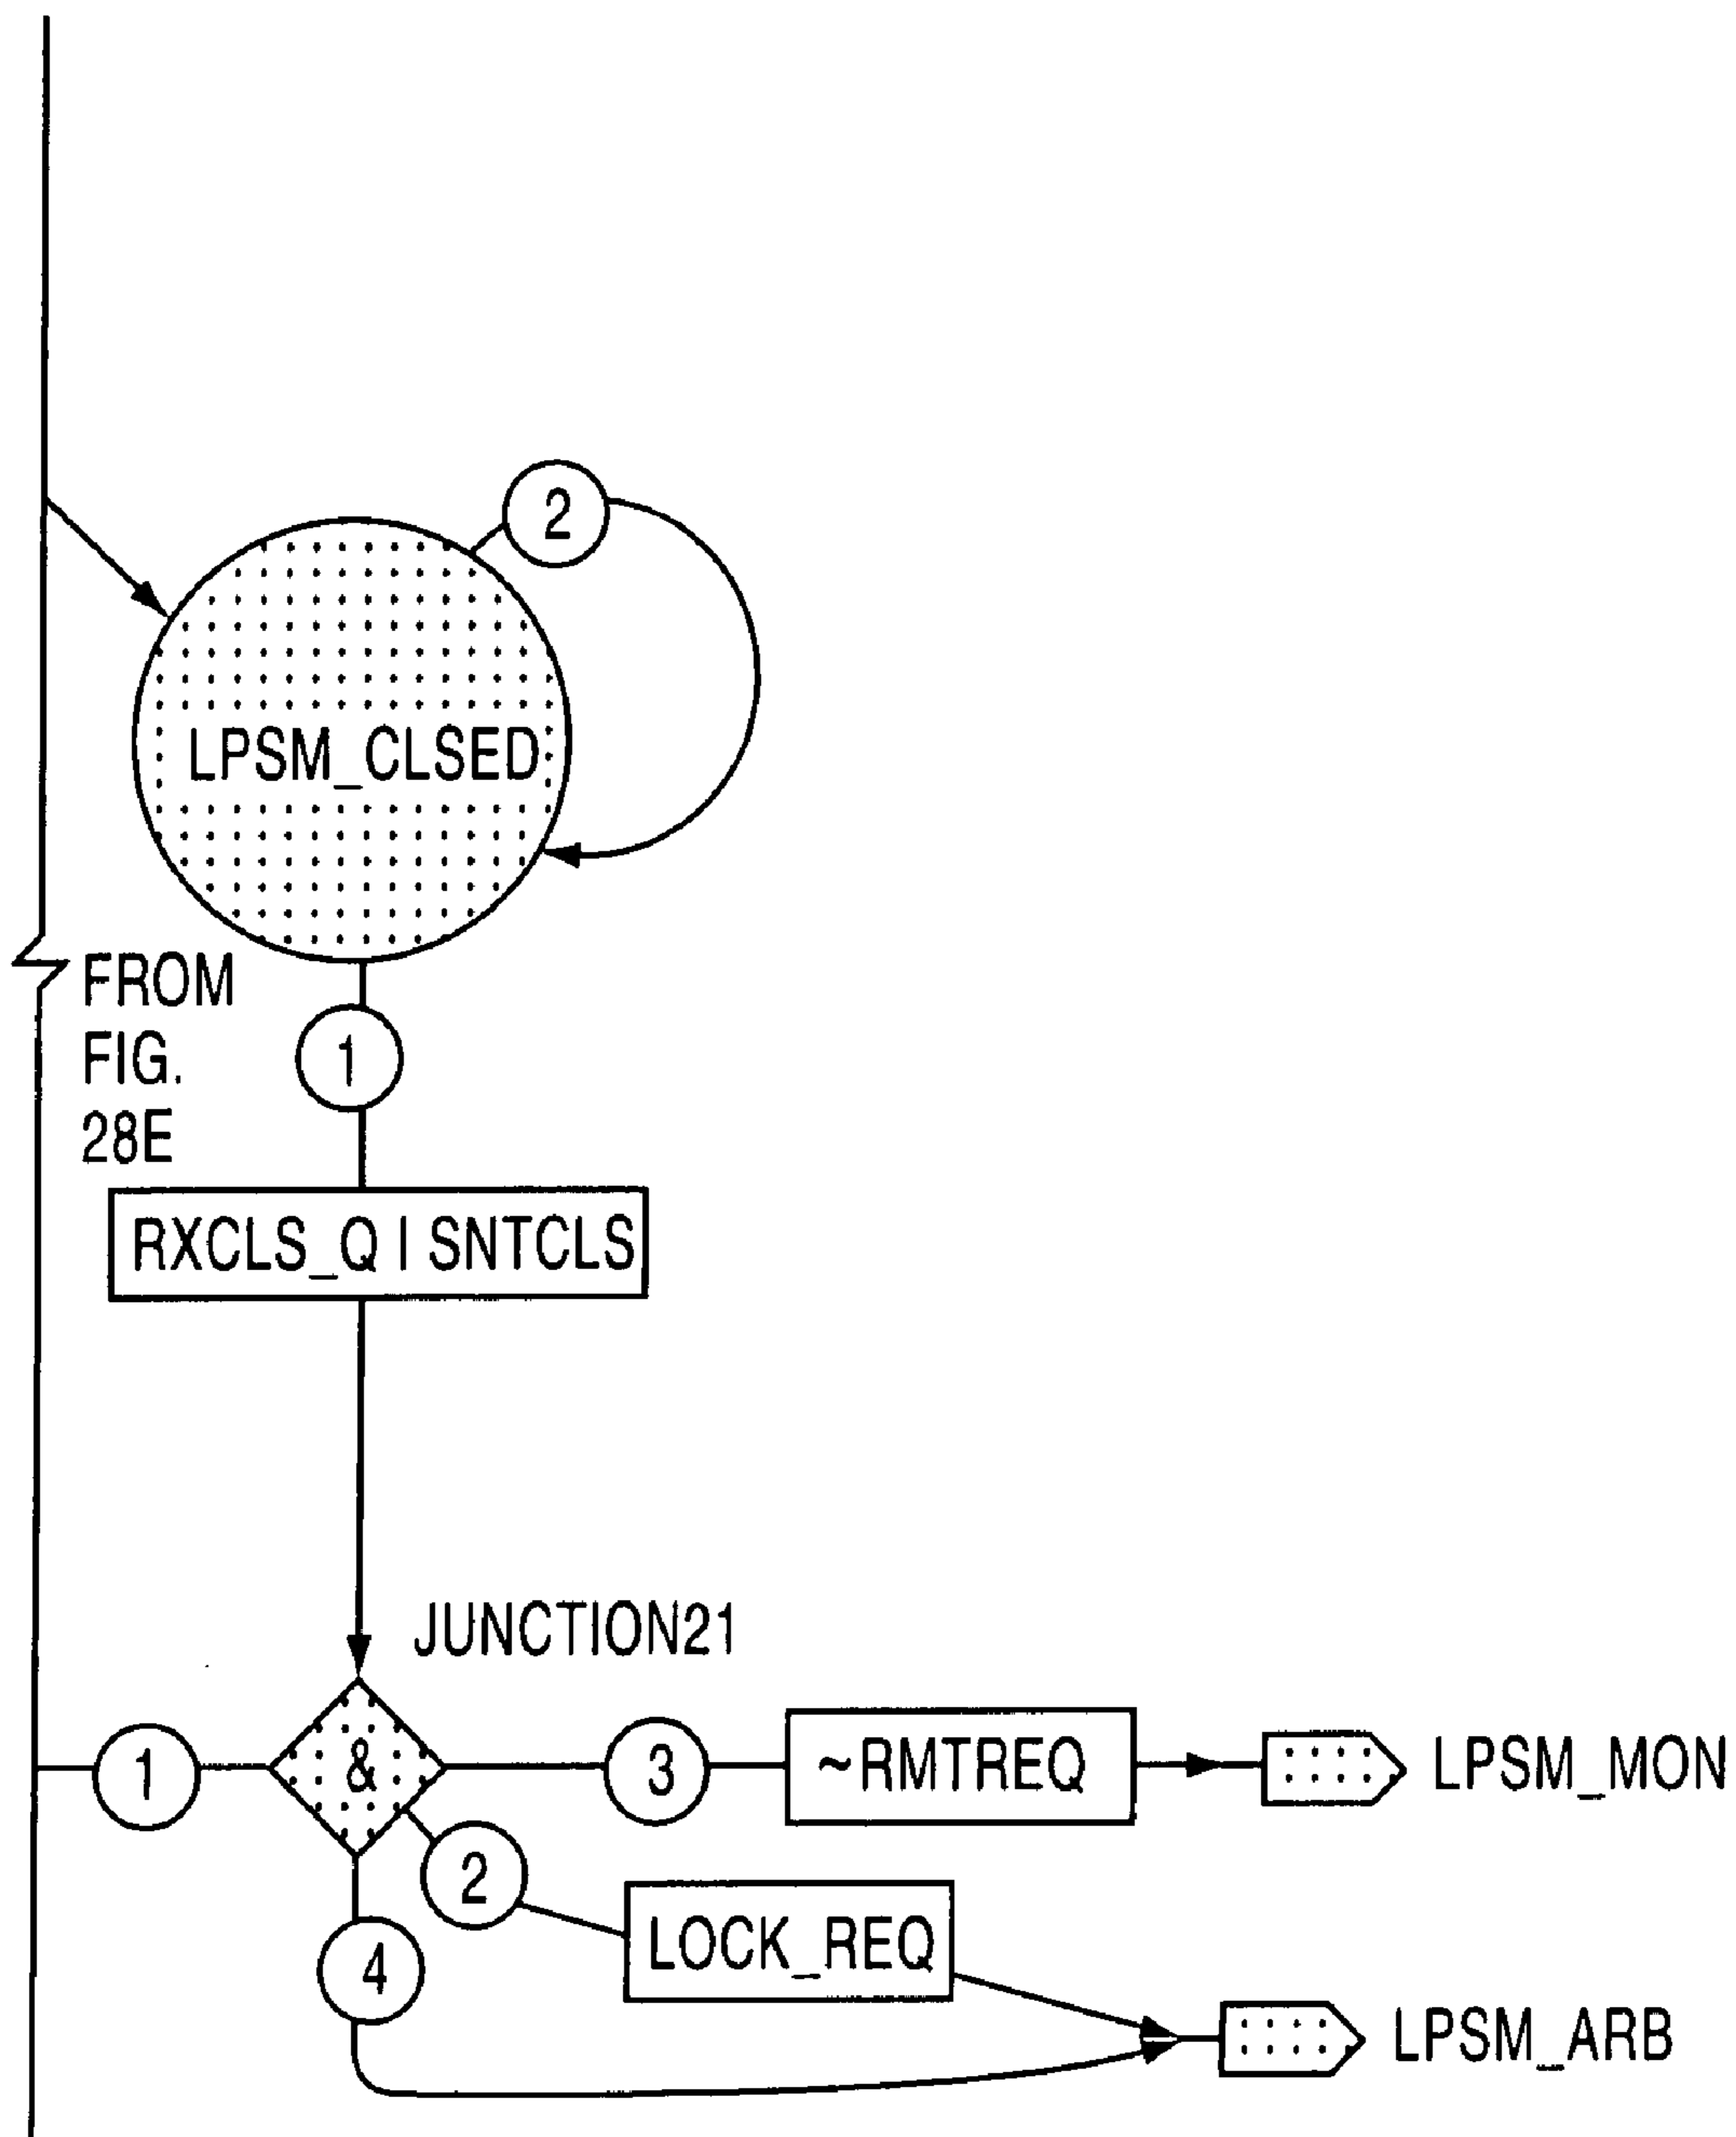 2
LPSM_CLSED
FROM
FIG.
28E
1
RXCLS_Q | SNTCLS
JUNCTION21
1
&
3
~RMTREQ
LPSM_MON
2
LOCK_REQ
4
LPSM_ARB